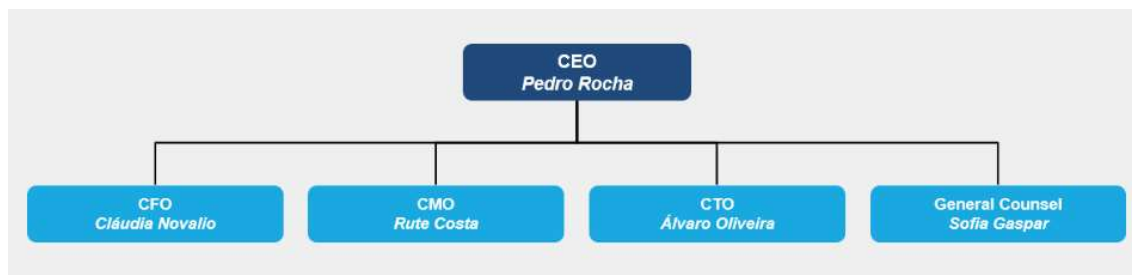 CEO
Pedro Rocha
CFO
Cláudia Novalio
CMO
Rute Costa
CTO
Álvaro Oliveira
General Counsel
Sofia Gaspar